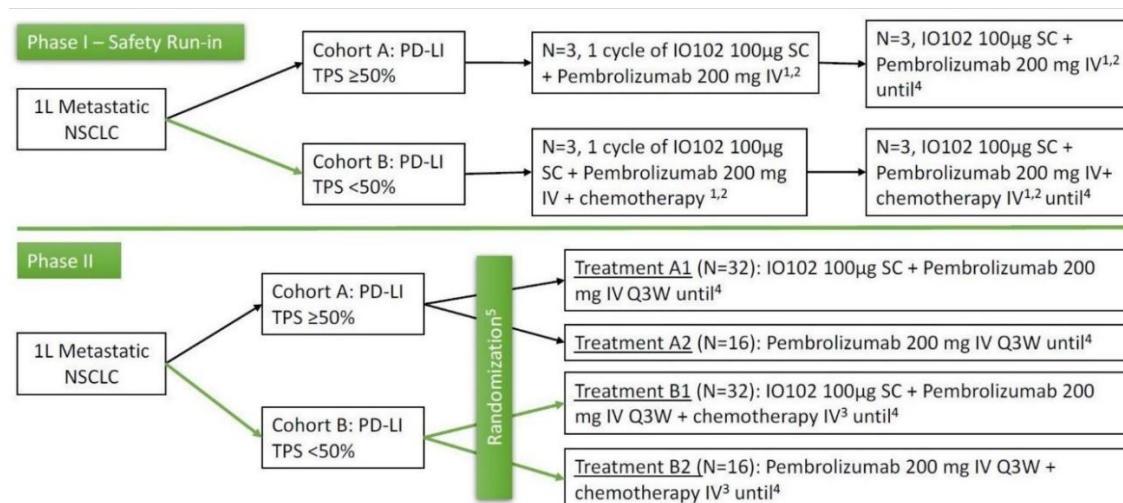 Phase I – Safety Run-in
1L Metastatic
NSCLC
Cohort A: PD-LI
TPS ≥50%
N=3, 1 cycle of IO102 100µg SC
+ Pembrolizumab 200 mg IV¹,²
N=3, IO102 100µg SC +
Pembrolizumab 200 mg IV¹,²
until⁴
Cohort B: PD-LI
TPS <50%
N=3, 1 cycle of IO102 100µg
SC + Pembrolizumab 200 mg
IV + chemotherapy ¹,²
N=3, IO102 100µg SC +
Pembrolizumab 200 mg IV+
chemotherapy IV¹,² until⁴
Phase II
1L Metastatic
NSCLC
Cohort A: PD-LI
TPS ≥50%
Cohort B: PD-LI
TPS <50%
Randomization⁵
Treatment A1 (N=32): IO102 100µg SC + Pembrolizumab 200
mg IV Q3W until⁴
Treatment A2 (N=16): Pembrolizumab 200 mg IV Q3W until⁴
Treatment B1 (N=32): IO102 100µg SC + Pembrolizumab 200
mg IV Q3W + chemotherapy IV³ until⁴
Treatment B2 (N=16): Pembrolizumab 200 mg IV Q3W +
chemotherapy IV³ until⁴